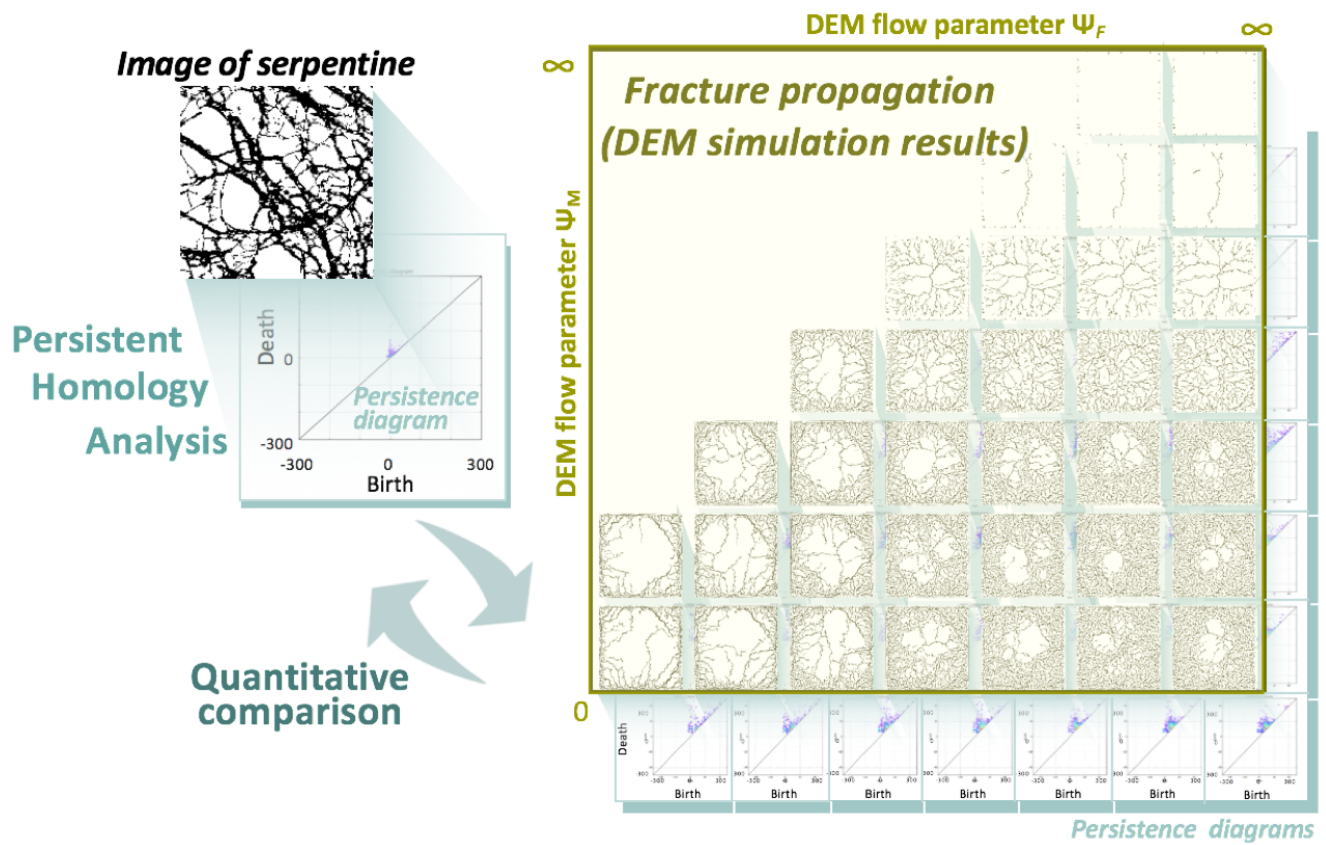 DEM flow parameter Ψ_F
∞
∞
Image of serpentine
Fracture propagation
(DEM simulation results)
DEM flow parameter Ψ_M
Persistent
Homology
Analysis
Death
0
-300
-300 0 300
Birth
Persistence
diagram
Quantitative
comparison
0
Death
Birth Birth Birth Birth Birth Birth Birth
Persistence diagrams